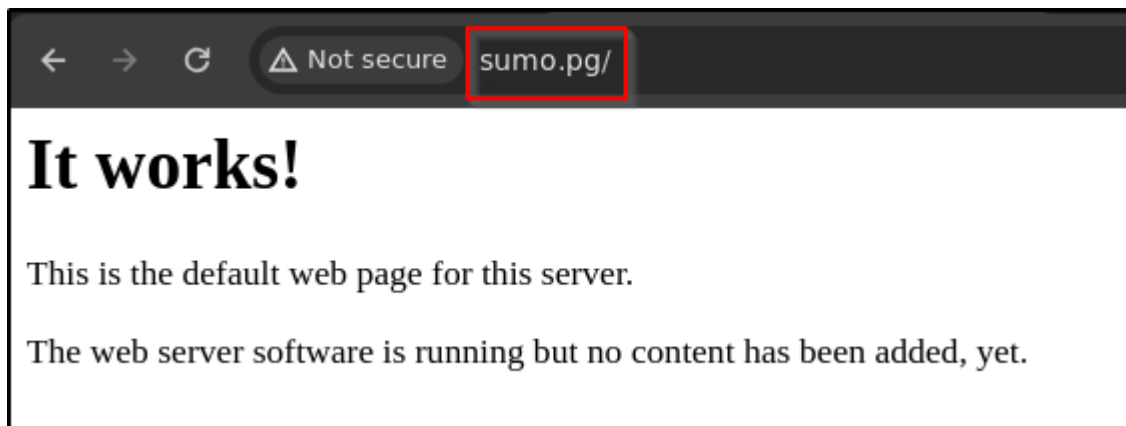 Not secure sumo.pg/
It works!
This is the default web page for this server.
The web server software is running but no content has been added, yet.